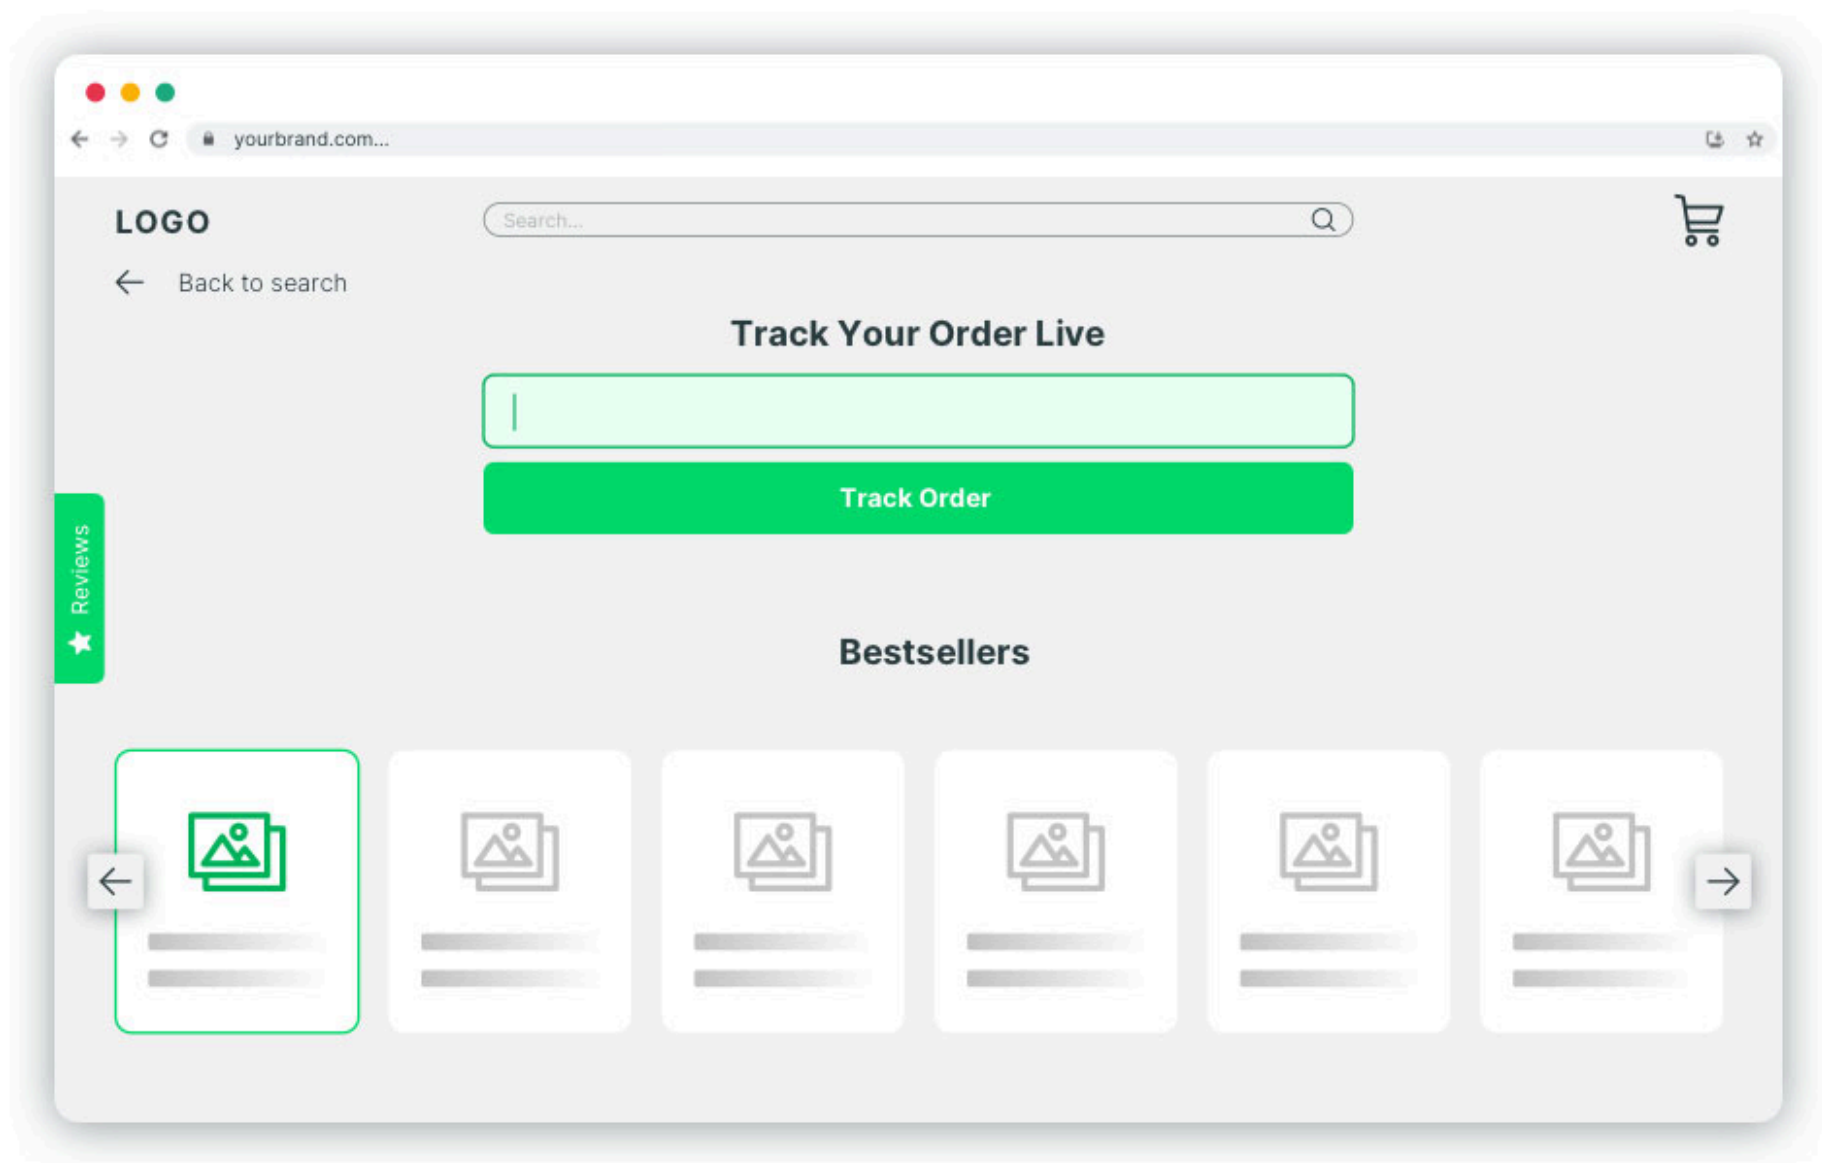 yourbrand.com...
LOGO
Search...
Back to search
Track Your Order Live
Track Order
Reviews
Bestsellers